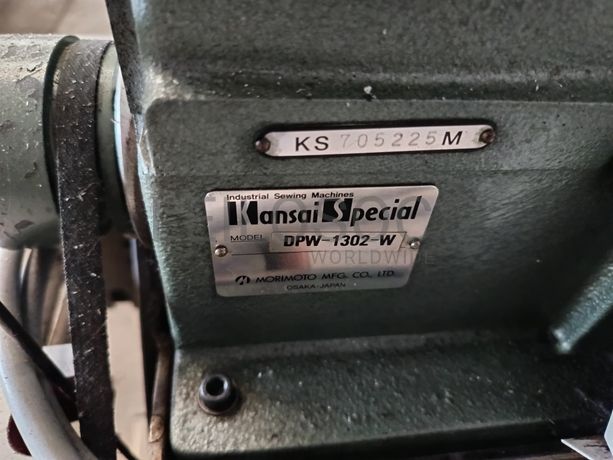 KS 705225 M
Industrial Sewing Machines
Kansai Special
MODEL DPW-1302-W
WORLDWIDE
MORIMOTO MFG. CO., LTD.
OSAKA-JAPAN